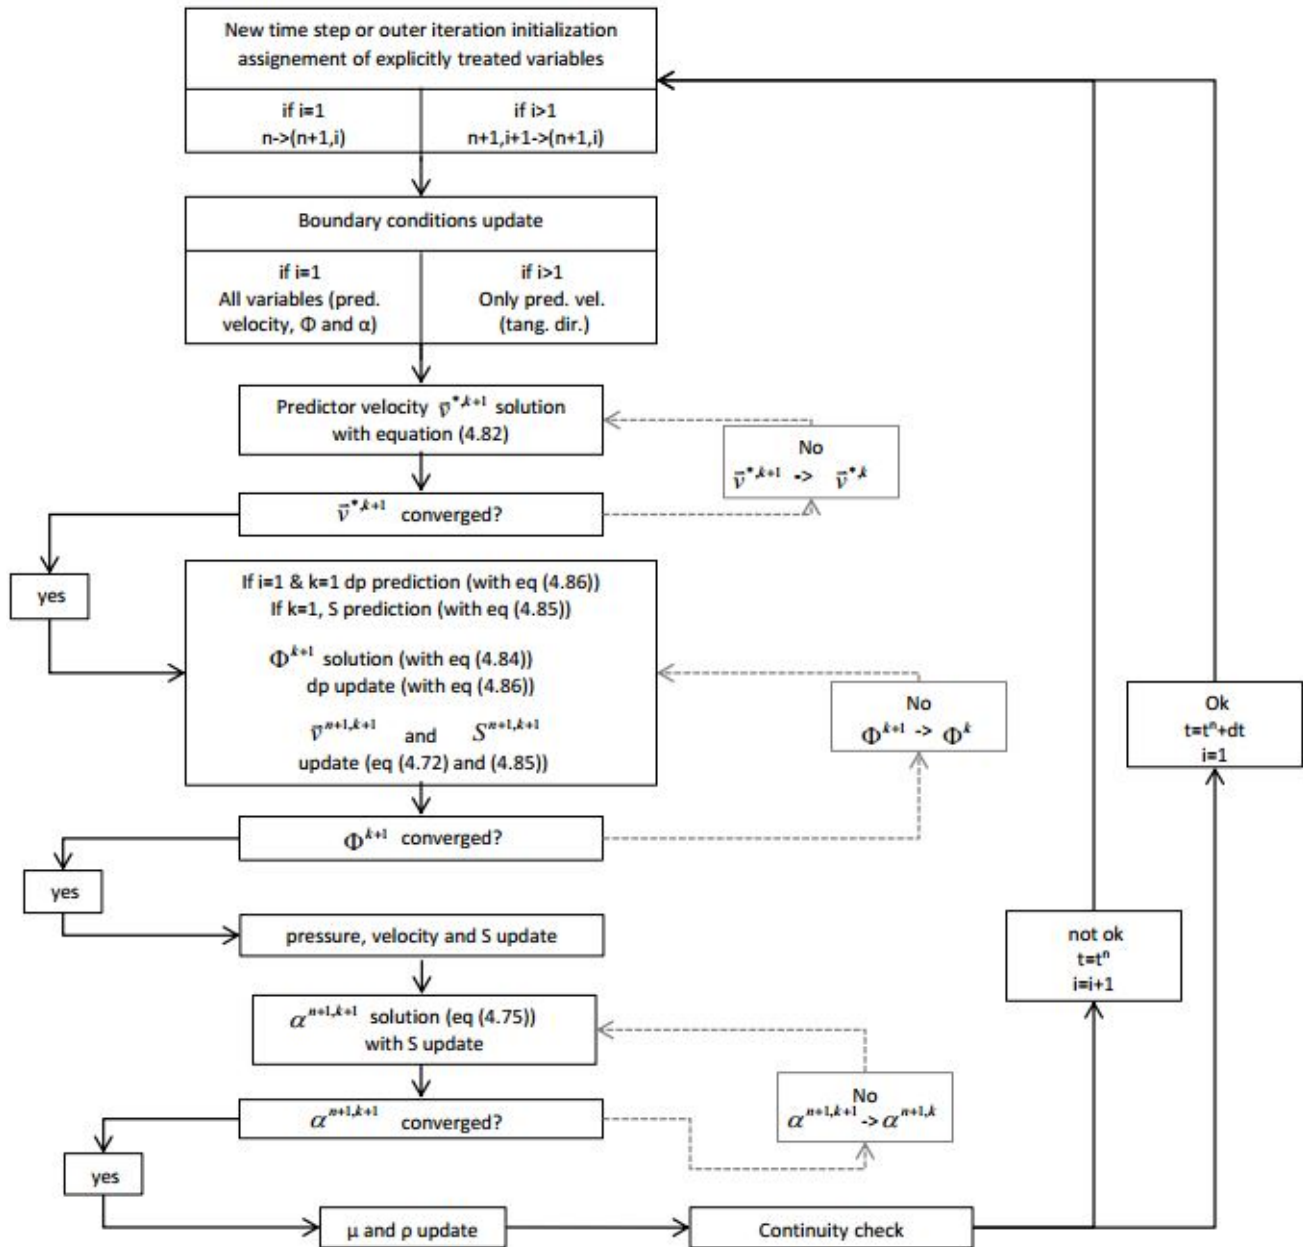 New time step or outer iteration initialization
assignement of explicitly treated variables
if i=1
n->(n+1,i)
if i>1
n+1,i+1->(n+1,i)
Boundary conditions update
if i=1
All variables (pred.
velocity, Φ and α)
if i>1
Only pred. vel.
(tang. dir.)
Predictor velocity v̄*,k+1 solution
with equation (4.82)
No
v̄*,k+1 -> v̄*,k
v̄*,k+1 converged?
yes
If i=1 & k=1 dp prediction (with eq (4.86))
If k=1, S prediction (with eq (4.85))
Φk+1 solution (with eq (4.84))
dp update (with eq (4.86))
v̄n+1,k+1 and Sn+1,k+1
update (eq (4.72) and (4.85))
No
Φk+1 -> Φk
Ok
t=tn+dt
i=1
Φk+1 converged?
yes
pressure, velocity and S update
not ok
t=tn
i=i+1
αn+1,k+1 solution (eq (4.75))
with S update
No
αn+1,k+1 -> αn+1,k
αn+1,k+1 converged?
yes
μ and ρ update
Continuity check